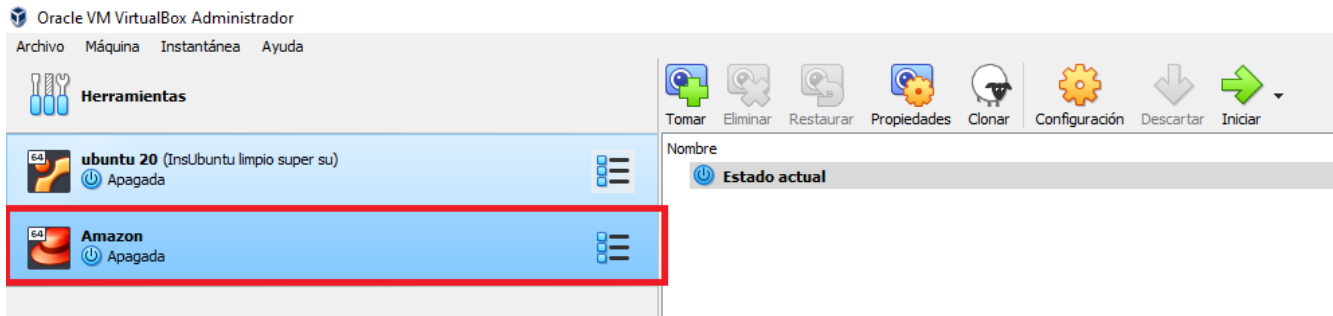 Oracle VM VirtualBox Administrador
Archivo Máquina Instantánea Ayuda
Herramientas
Tomar Eliminar Restaurar Propiedades Clonar Configuración Descartar Iniciar
64 ubuntu 20 (InsUbuntu limpio super su)
Apagada
64 Amazon
Apagada
Nombre
Estado actual